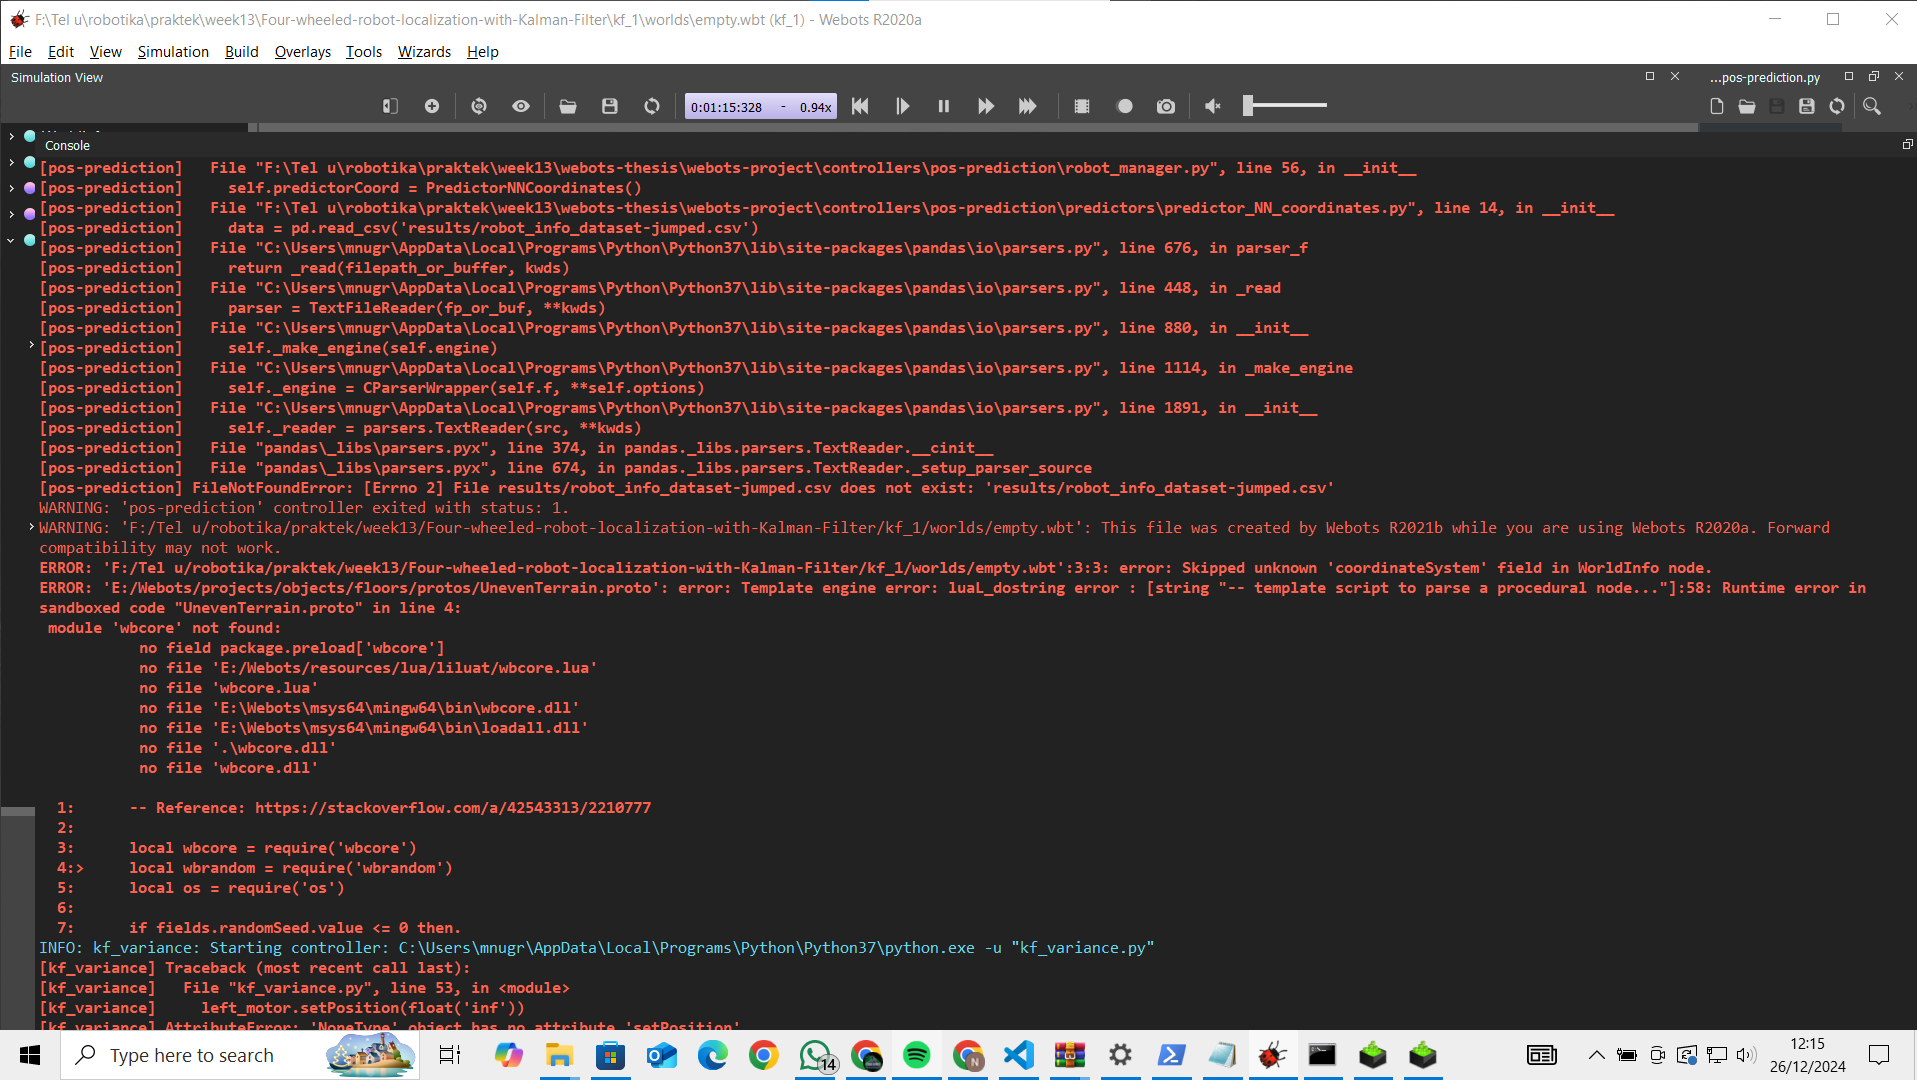 F:\Tel u\robotika\praktek\week13\Four-wheeled-robot-localization-with-Kalman-Filter\kf_1\worlds\empty.wbt (kf_1) - Webots R2020a
File Edit View Simulation Build Overlays Tools Wizards Help
Simulation View
...pos-prediction.py
0:01:15:328 - 0.94x
Console
[pos-prediction]   File "F:\Tel u\robotika\praktek\week13\webots-thesis\webots-project\controllers\pos-prediction\robot_manager.py", line 56, in __init__
[pos-prediction]     self.predictorCoord = PredictorNNCoordinates()
[pos-prediction]   File "F:\Tel u\robotika\praktek\week13\webots-thesis\webots-project\controllers\pos-prediction\predictors\predictor_NN_coordinates.py", line 14, in __init__
[pos-prediction]     data = pd.read_csv('results/robot_info_dataset-jumped.csv')
[pos-prediction]   File "C:\Users\mnugr\AppData\Local\Programs\Python\Python37\lib\site-packages\pandas\io\parsers.py", line 676, in parser_f
[pos-prediction]     return _read(filepath_or_buffer, kwds)
[pos-prediction]   File "C:\Users\mnugr\AppData\Local\Programs\Python\Python37\lib\site-packages\pandas\io\parsers.py", line 448, in _read
[pos-prediction]     parser = TextFileReader(fp_or_buf, **kwds)
[pos-prediction]   File "C:\Users\mnugr\AppData\Local\Programs\Python\Python37\lib\site-packages\pandas\io\parsers.py", line 880, in __init__
[pos-prediction]     self._make_engine(self.engine)
[pos-prediction]   File "C:\Users\mnugr\AppData\Local\Programs\Python\Python37\lib\site-packages\pandas\io\parsers.py", line 1114, in _make_engine
[pos-prediction]     self._engine = CParserWrapper(self.f, **self.options)
[pos-prediction]   File "C:\Users\mnugr\AppData\Local\Programs\Python\Python37\lib\site-packages\pandas\io\parsers.py", line 1891, in __init__
[pos-prediction]     self._reader = parsers.TextReader(src, **kwds)
[pos-prediction]   File "pandas\_libs\parsers.pyx", line 374, in pandas._libs.parsers.TextReader.__cinit__
[pos-prediction]   File "pandas\_libs\parsers.pyx", line 674, in pandas._libs.parsers.TextReader._setup_parser_source
[pos-prediction] FileNotFoundError: [Errno 2] File results/robot_info_dataset-jumped.csv does not exist: 'results/robot_info_dataset-jumped.csv'
WARNING: 'pos-prediction' controller exited with status: 1.
WARNING: 'F:/Tel u/robotika/praktek/week13/Four-wheeled-robot-localization-with-Kalman-Filter/kf_1/worlds/empty.wbt': This file was created by Webots R2021b while you are using Webots R2020a. Forward
compatibility may not work.
ERROR: 'F:/Tel u/robotika/praktek/week13/Four-wheeled-robot-localization-with-Kalman-Filter/kf_1/worlds/empty.wbt':3:3: error: Skipped unknown 'coordinateSystem' field in WorldInfo node.
ERROR: 'E:/Webots/projects/objects/floors/protos/UnevenTerrain.proto': error: Template engine error: luaL_dostring error : [string "-- template script to parse a procedural node..."]:58: Runtime error in
sandboxed code "UnevenTerrain.proto" in line 4:
module 'wbcore' not found:
no field package.preload['wbcore']
no file 'E:/Webots/resources/lua/liluat/wbcore.lua'
no file 'wbcore.lua'
no file 'E:\Webots\msys64\mingw64\bin\wbcore.dll'
no file 'E:\Webots\msys64\mingw64\bin\loadall.dll'
no file '.\wbcore.dll'
no file 'wbcore.dll'
1:      -- Reference: https://stackoverflow.com/a/42543313/2210777
2:
3:      local wbcore = require('wbcore')
4:>     local wbrandom = require('wbrandom')
5:      local os = require('os')
6:
7:      if fields.randomSeed.value <= 0 then.
INFO: kf_variance: Starting controller: C:\Users\mnugr\AppData\Local\Programs\Python\Python37\python.exe -u "kf_variance.py"
[kf_variance] Traceback (most recent call last):
[kf_variance]   File "kf_variance.py", line 53, in <module>
[kf_variance]     left_motor.setPosition(float('inf'))
[kf_variance] AttributeError: 'NoneType' object has no attribute 'setPosition'
Type here to search
14
N
12:15
26/12/2024